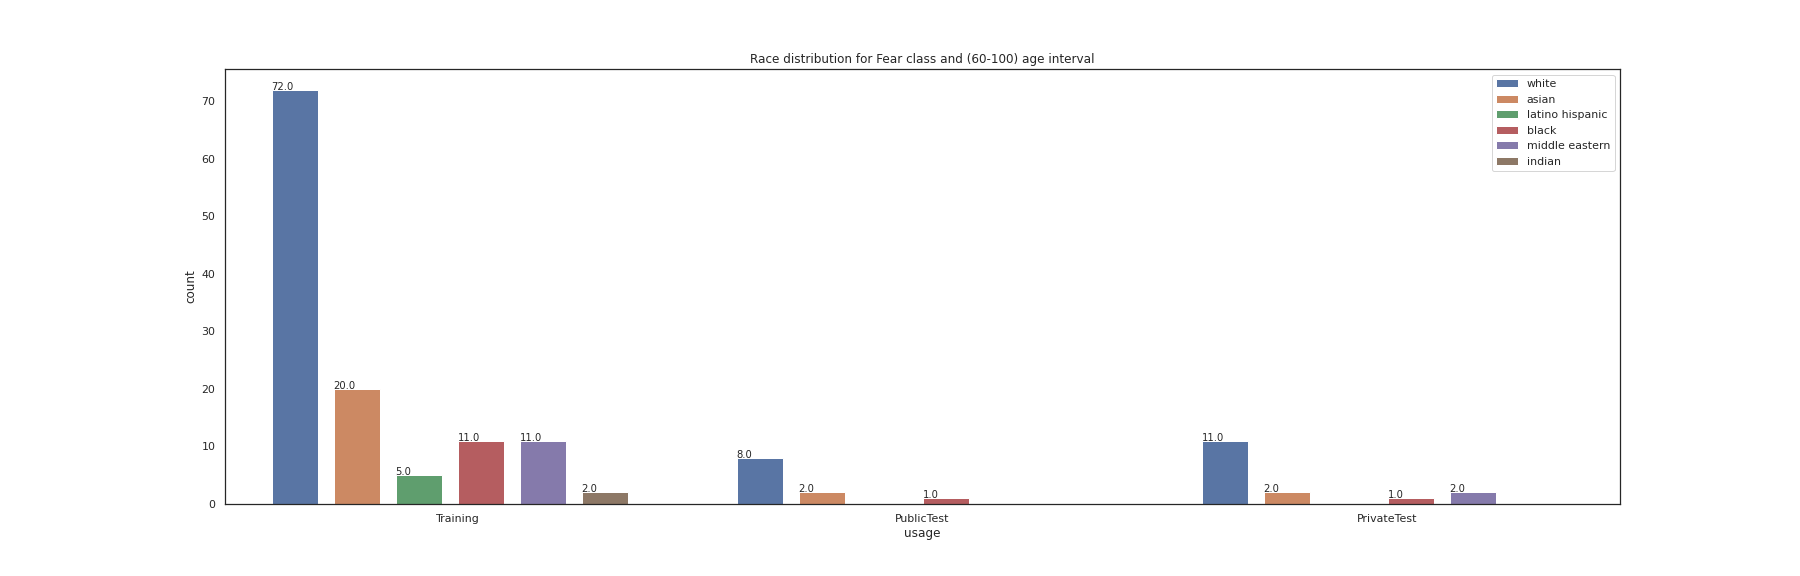 Race distribution for Fear class and (60-100) age interval
white
asian
latino hispanic
black
middle eastern
indian
count
70
60
50
40
30
20
10
0
72.0
20.0
5.0
11.0
11.0
2.0
8.0
2.0
1.0
11.0
2.0
1.0
2.0
Training
PublicTest
PrivateTest
usage